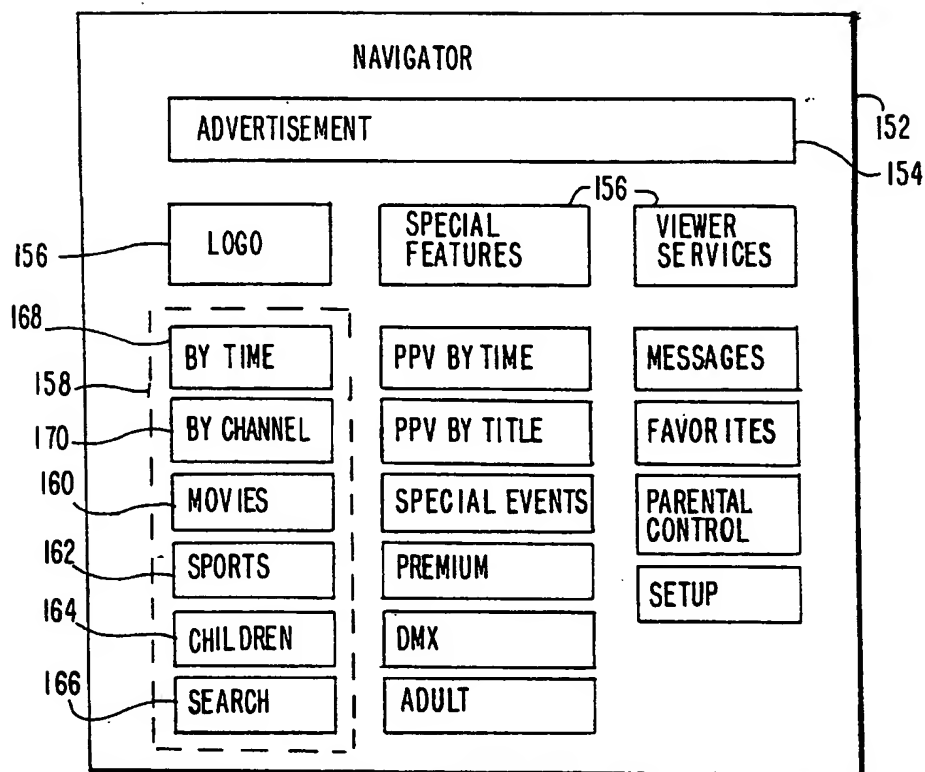 NAVIGATOR
ADVERTISEMENT
152
154
156
156
LOGO
SPECIAL
FEATURES
VIEWER
SERVICES
168
158
170
160
162
164
166
BY TIME
BY CHANNEL
MOVIES
SPORTS
CHILDREN
SEARCH
PPV BY TIME
PPV BY TITLE
SPECIAL EVENTS
PREMIUM
DMX
ADULT
MESSAGES
FAVORITES
PARENTAL
CONTROL
SETUP